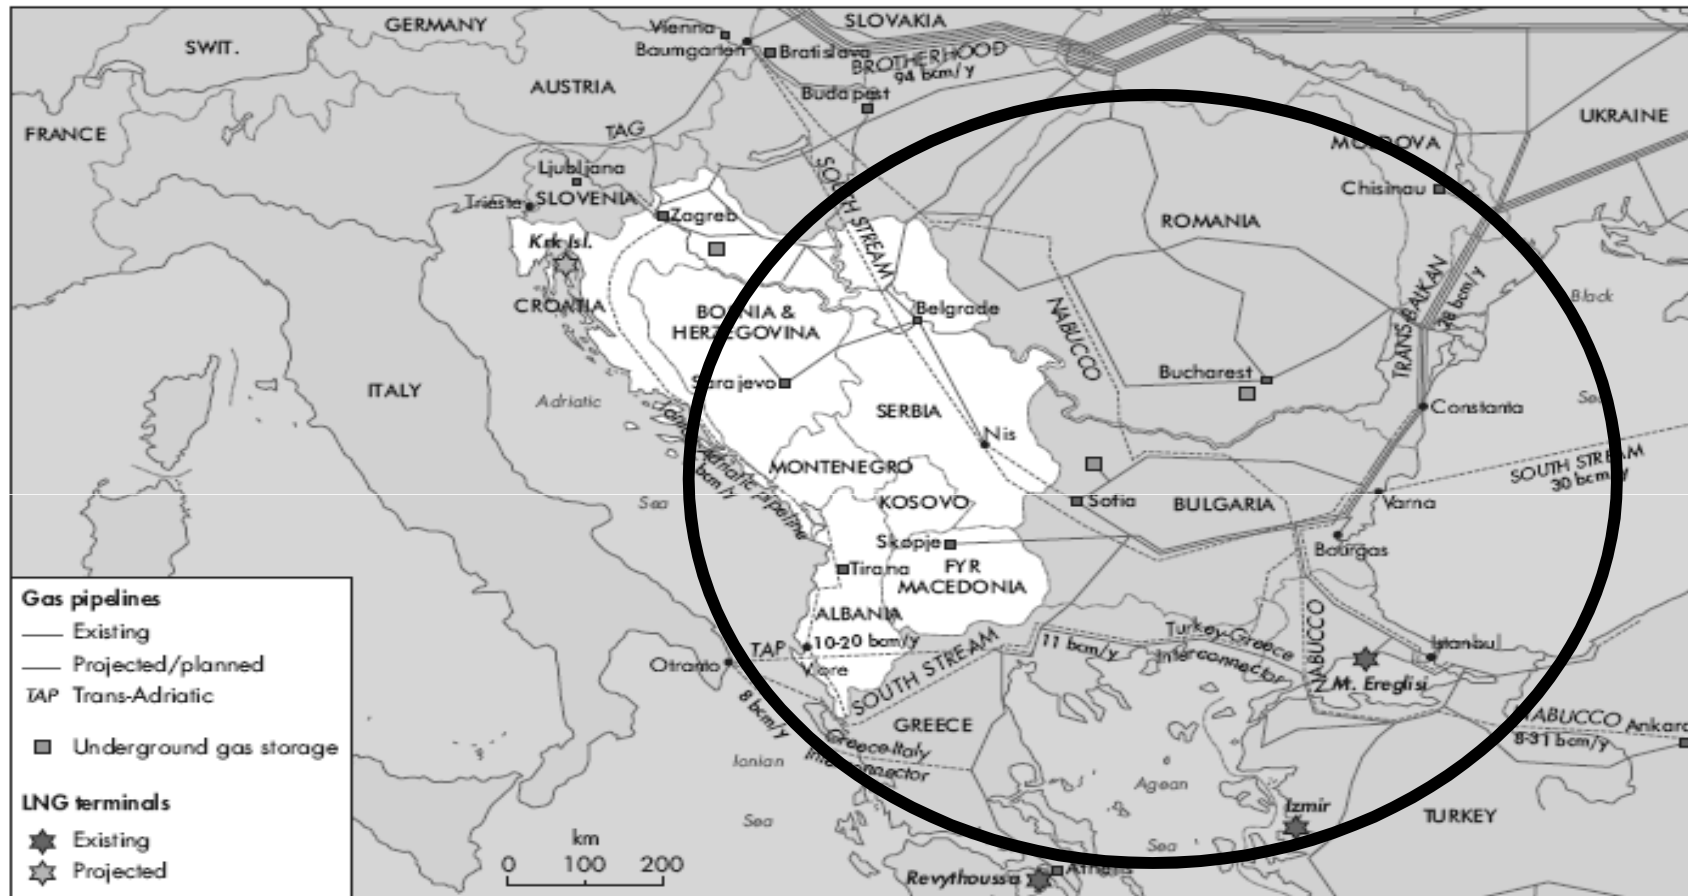 SWIT.
GERMANY
Vienna
Baumgarten
Bratislava
SLOVAKIA
BROTHERHOOD
94 bcm/y
Budapest
AUSTRIA
FRANCE
TAG
UKRAINE
MOLDOVA
Chisinau
Ljubljana
SLOVENIA
Trieste
Zagreb
Krk Isl.
CROATIA
SOUTH STREAM
ROMANIA
BOSNIA &
HERZEGOVINA
Belgrade
NABUCCO
TRANS BALKAN
28 bcm/y
Black
Sarajevo
Bucharest
ITALY
Adriatic
SERBIA
Constanta
Nis
SOUTH STREAM
30 bcm/y
MONTENEGRO
KOSOVO
Sofia
BULGARIA
Varna
Sea
Skopje
Bourgas
Tirana
FYR
MACEDONIA
ALBANIA
10-20 bcm/y
TAP
Otranto
Vlore
SOUTH STREAM
11 bcm/y
Turkey-Greece
Interconnector
NABUCCO
Istanbul
M. Ereglisi
8 bcm/y
GREECE
NABUCCO
8-31 bcm/y
Ankara
Greece-Italy
Interconnector
Ionian
Sea
Agean
Sea
Izmir
TURKEY
Revythoussa
Athens
Gas pipelines
Existing
Projected/planned
TAP Trans-Adriatic
Underground gas storage
LNG terminals
Existing
Projected
km
0 100 200